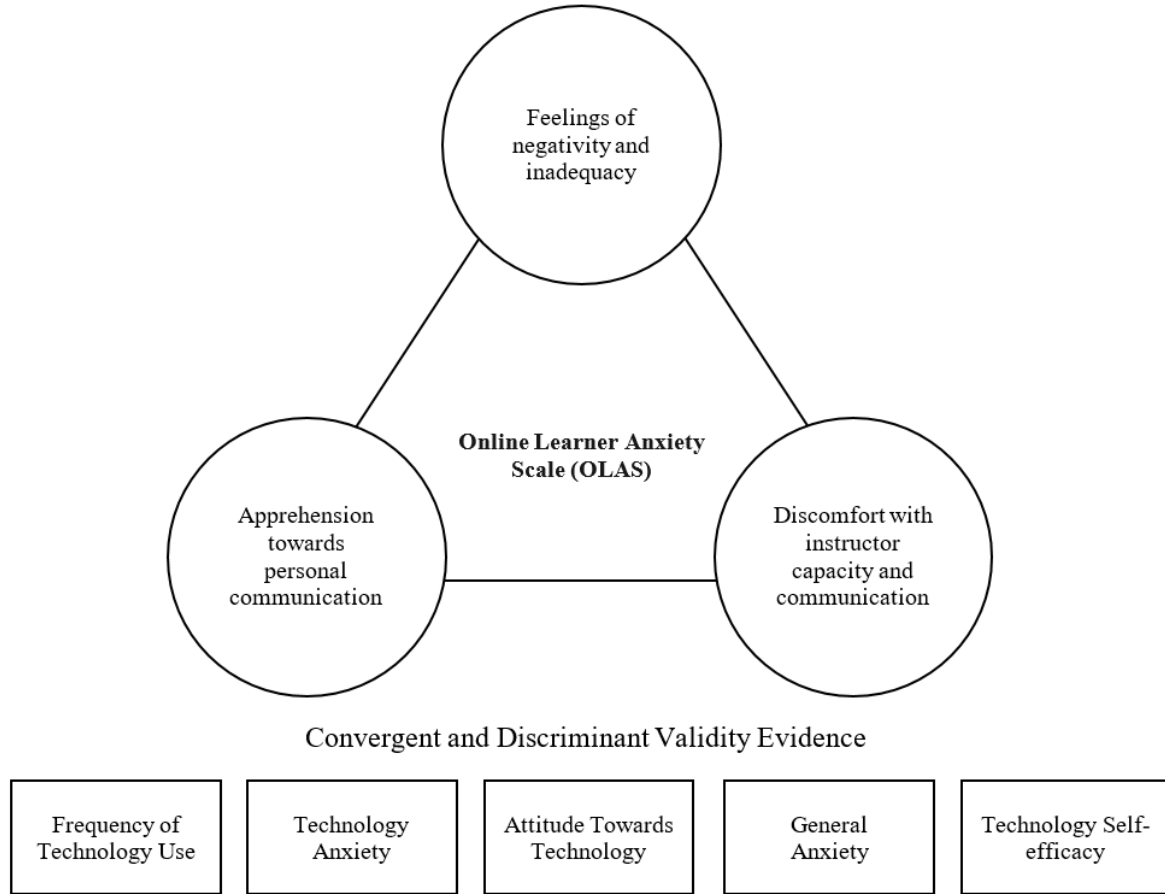 Feelings of
negativity and
inadequacy
Online Learner Anxiety
Scale (OLAS)
Apprehension
towards
personal
communication
Discomfort with
instructor
capacity and
communication
Convergent and Discriminant Validity Evidence
Frequency of
Technology Use
Technology
Anxiety
Attitude Towards
Technology
General
Anxiety
Technology Self-
efficacy